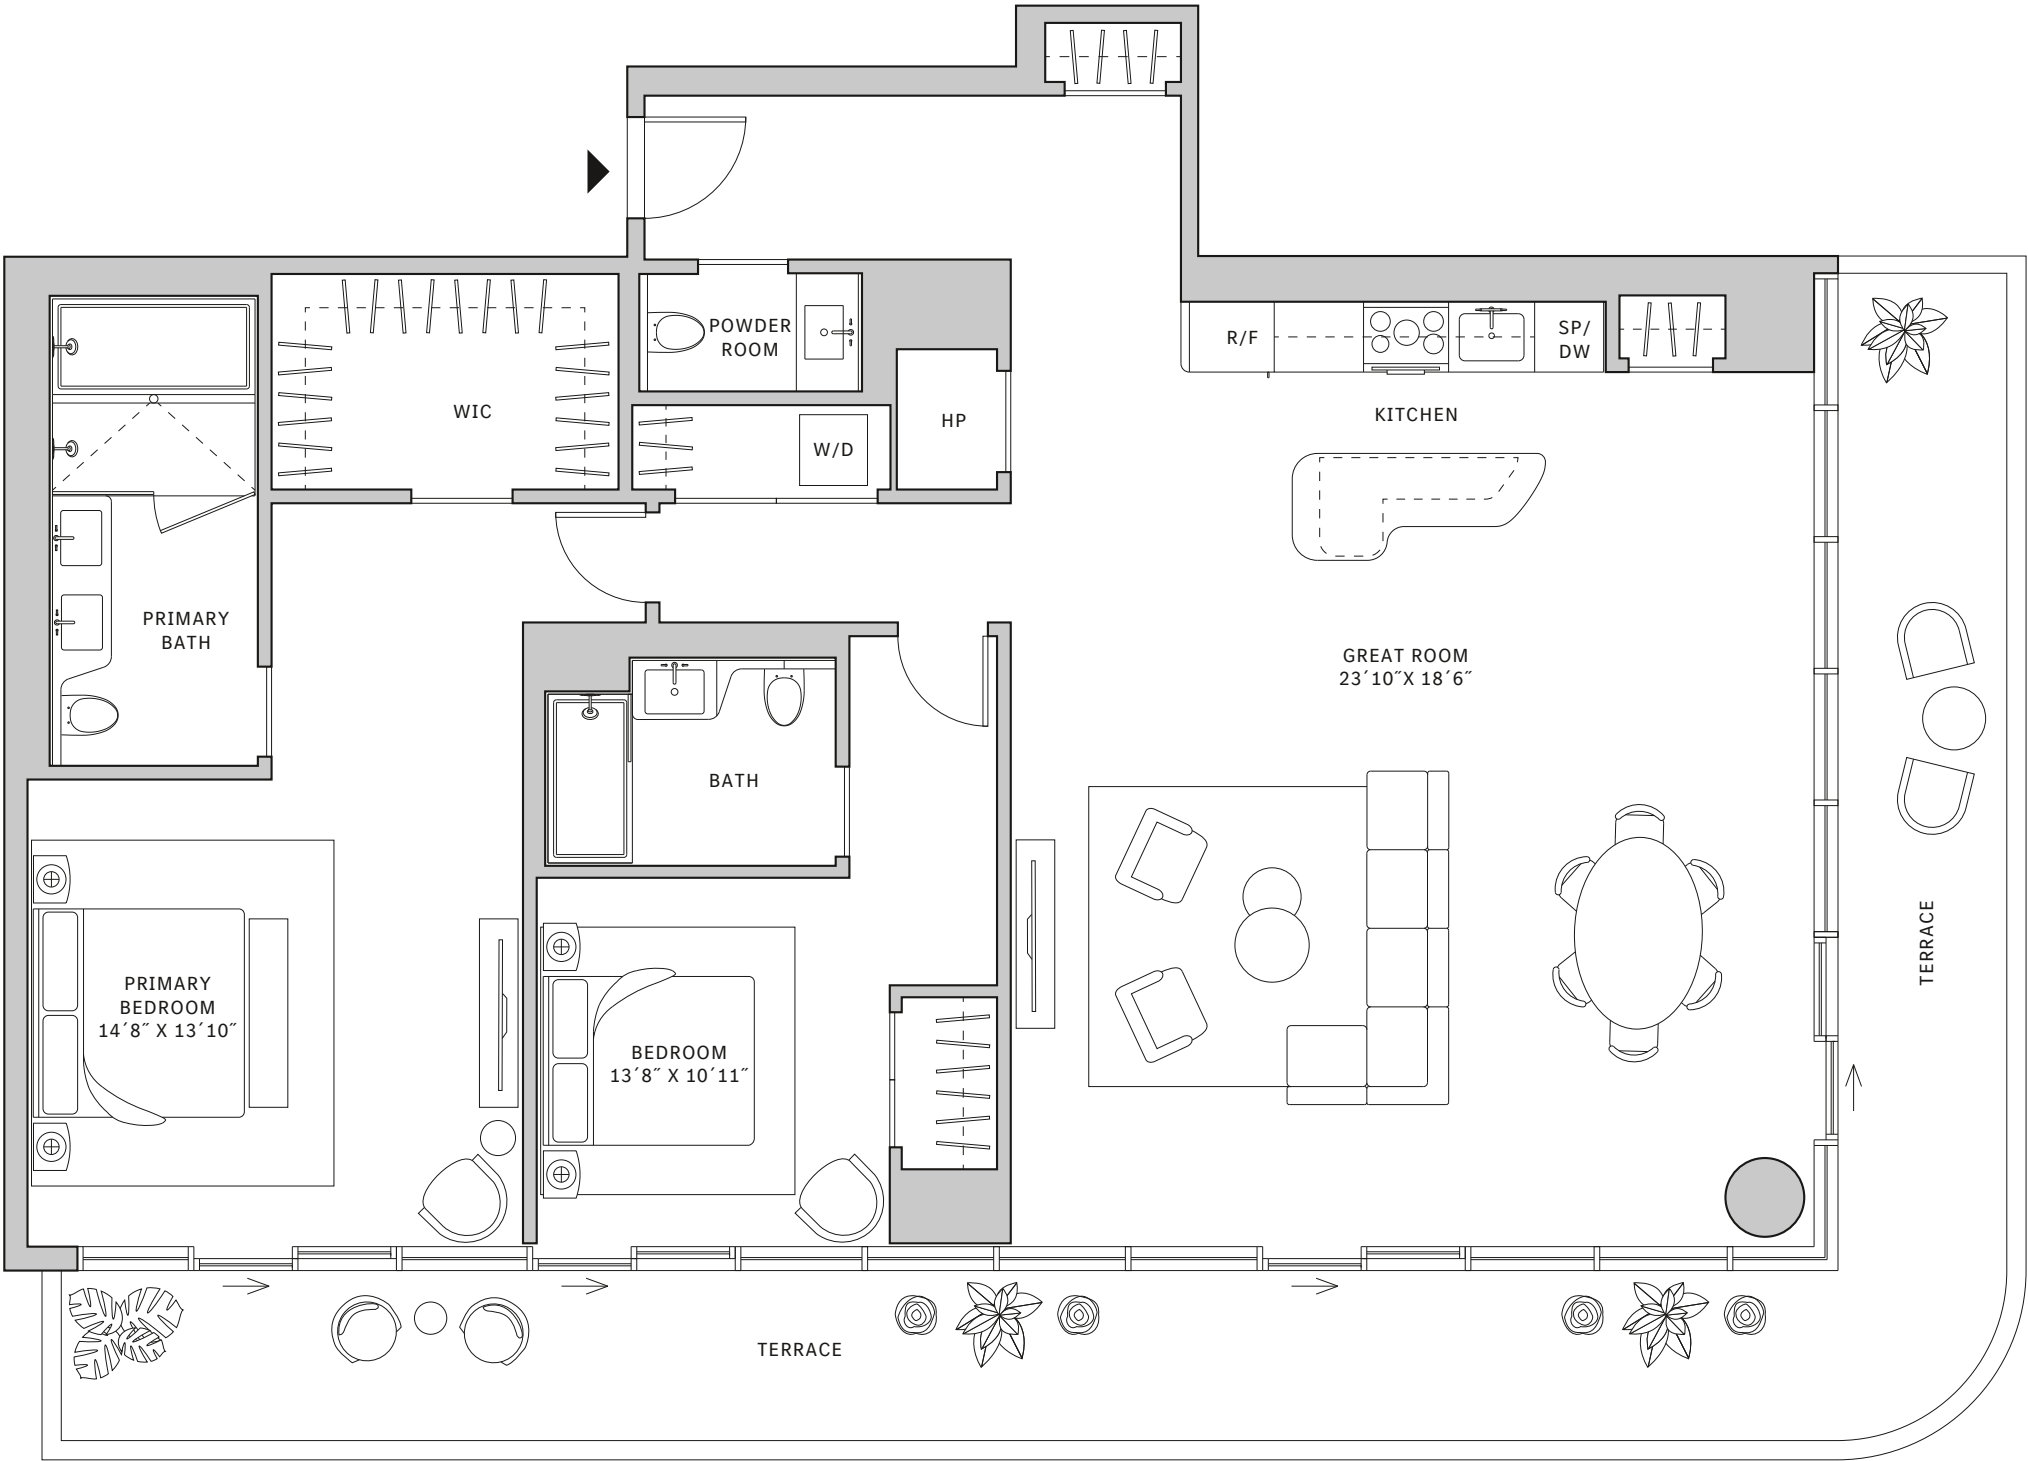 POWDER
ROOM
R/F
SP/
DW
WIC
HP
KITCHEN
W/D
PRIMARY
BATH
GREAT ROOM
23´10˝X 18´6˝
BATH
TERRACE
PRIMARY
BEDROOM
14´8˝ X 13´10˝
BEDROOM
13´8˝ X 10´11˝
TERRACE